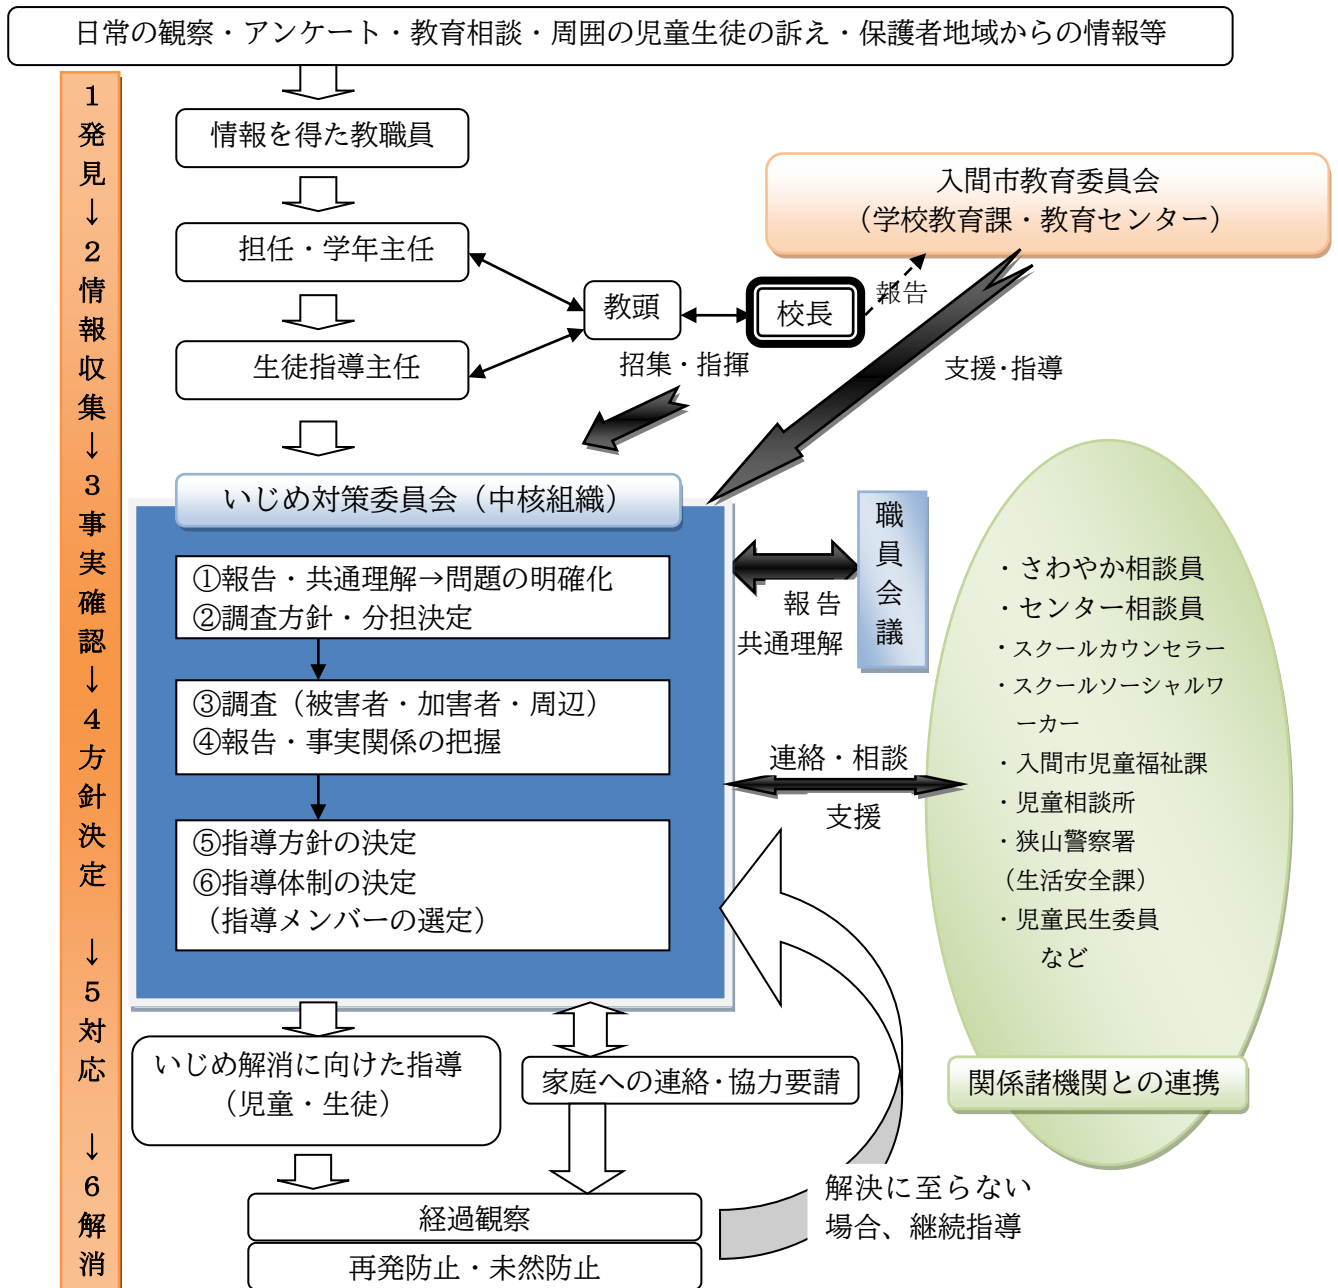 日常の観察・アンケート・教育相談・周囲の児童生徒の訴え・保護者地域からの情報等
1発見→2情報収集→3事実確認→4方針決定 →5対応 →6解消
情報を得た教職員
担任・学年主任
生徒指導主任
教頭
校長
報告
招集・指揮
入間市教育委員会
（学校教育課・教育センター）
支援・指導
いじめ対策委員会（中核組織）
①報告・共通理解→問題の明確化
②調査方針・分担決定
③調査（被害者・加害者・周辺）
④報告・事実関係の把握
⑤指導方針の決定
⑥指導体制の決定
（指導メンバーの選定）
職員会議
報告
共通理解
連絡・相談
支援
・さわやか相談員
・センター相談員
・スクールカウンセラー
・スクールソーシャルワ
ーカー
・入間市児童福祉課
・児童相談所
・狭山警察署
（生活安全課）
・児童民生委員
など
関係諸機関との連携
いじめ解消に向けた指導
（児童・生徒）
家庭への連絡・協力要請
経過観察
再発防止・未然防止
解決に至らない
場合、継続指導